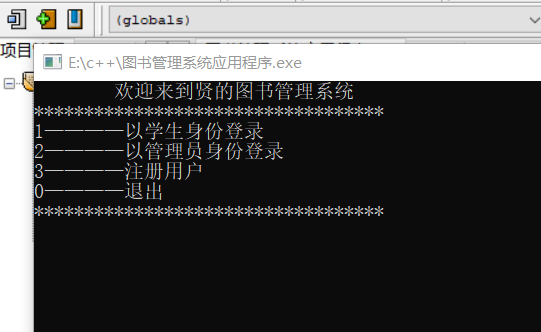 (globals)
E:\c++\图书管理系统应用程序.exe
欢迎来到贤的图书管理系统
***********************************
1————以学生身份登录
2————以管理员身份登录
3————注册用户
0————退出
***********************************